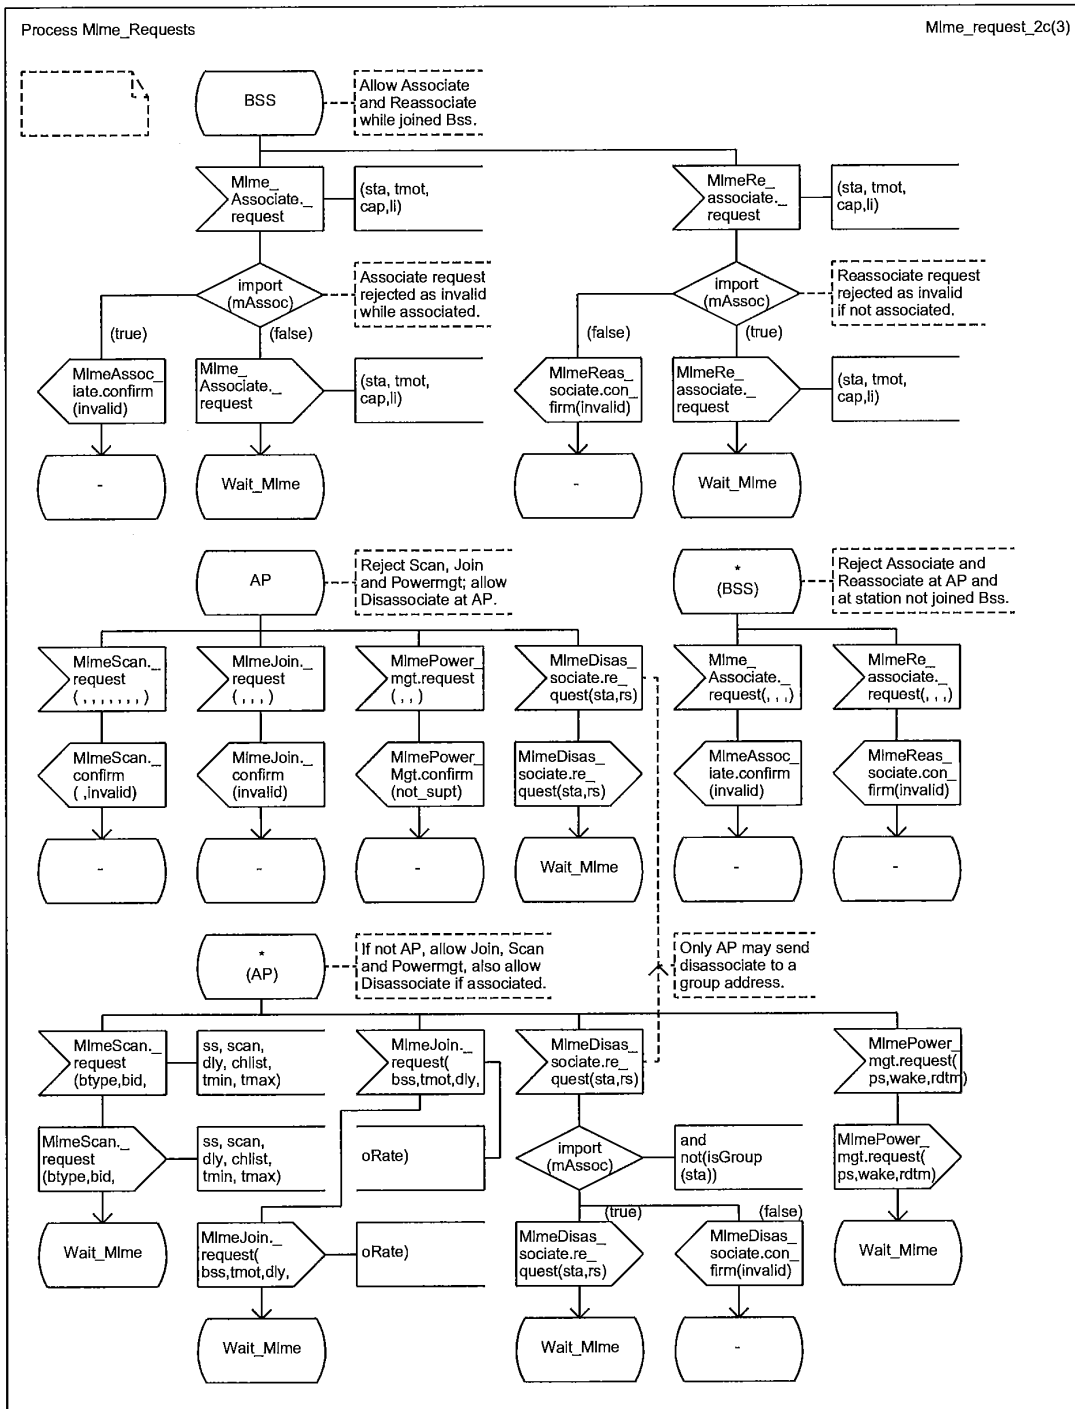 Process Mlme_Requests
Mlme_request_2c(3)
BSS
Allow Associate
and Reassociate
while joined Bss.
Mlme_
Associate._
request
(sta, tmot,
cap,li)
MlmeRe_
associate._
request
(sta, tmot,
cap,li)
import
(mAssoc)
Associate request
rejected as invalid
while associated.
import
(mAssoc)
Reassociate request
rejected as invalid
if not associated.
(true)
(false)
(false)
(true)
MlmeAssoc_
iate.confirm
(invalid)
Mlme_
Associate._
request
(sta, tmot,
cap,li)
MlmeReas_
sociate.con_
firm(invalid)
MlmeRe_
associate._
request
(sta, tmot,
cap,li)
-
Wait_Mlme
-
Wait_Mlme
AP
Reject Scan, Join
and Powermgt; allow
Disassociate at AP.
*
(BSS)
Reject Associate and
Reassociate at AP and
at station not joined Bss.
MlmeScan._
request
( , , , , , , , )
MlmeJoin._
request
( , , , )
MlmePower_
mgt.request
( , , )
MlmeDisas_
sociate.re_
quest(sta,rs)
Mlme_
Associate._
request(, , , )
MlmeRe_
associate._
request(, , , )
MlmeScan._
confirm
( ,invalid)
MlmeJoin._
confirm
(invalid)
MlmePower_
Mgt.confirm
(not_supt)
MlmeDisas_
sociate.re_
quest(sta,rs)
MlmeAssoc_
iate.confirm
(invalid)
MlmeReas_
sociate.con_
firm(invalid)
-
-
-
Wait_Mlme
-
-
*
(AP)
If not AP, allow Join, Scan
and Powermgt, also allow
Disassociate if associated.
Only AP may send
disassociate to a
group address.
MlmeScan._
request
(btype,bid,
ss, scan,
dly, chlist,
tmin, tmax)
MlmeJoin._
request(
bss,tmot,dly,
MlmeDisas_
sociate.re_
quest(sta,rs)
MlmePower_
mgt.request(
ps,wake,rdtm)
MlmeScan._
request
(btype,bid,
ss, scan,
dly, chlist,
tmin, tmax)
oRate)
import
(mAssoc)
and
not(isGroup
(sta))
MlmePower_
mgt.request(
ps,wake,rdtm)
(true)
(false)
Wait_Mlme
MlmeJoin._
request(
bss,tmot,dly,
oRate)
MlmeDisas_
sociate.re_
quest(sta,rs)
MlmeDisas_
sociate.con_
firm(invalid)
Wait_Mlme
Wait_Mlme
Wait_Mlme
-